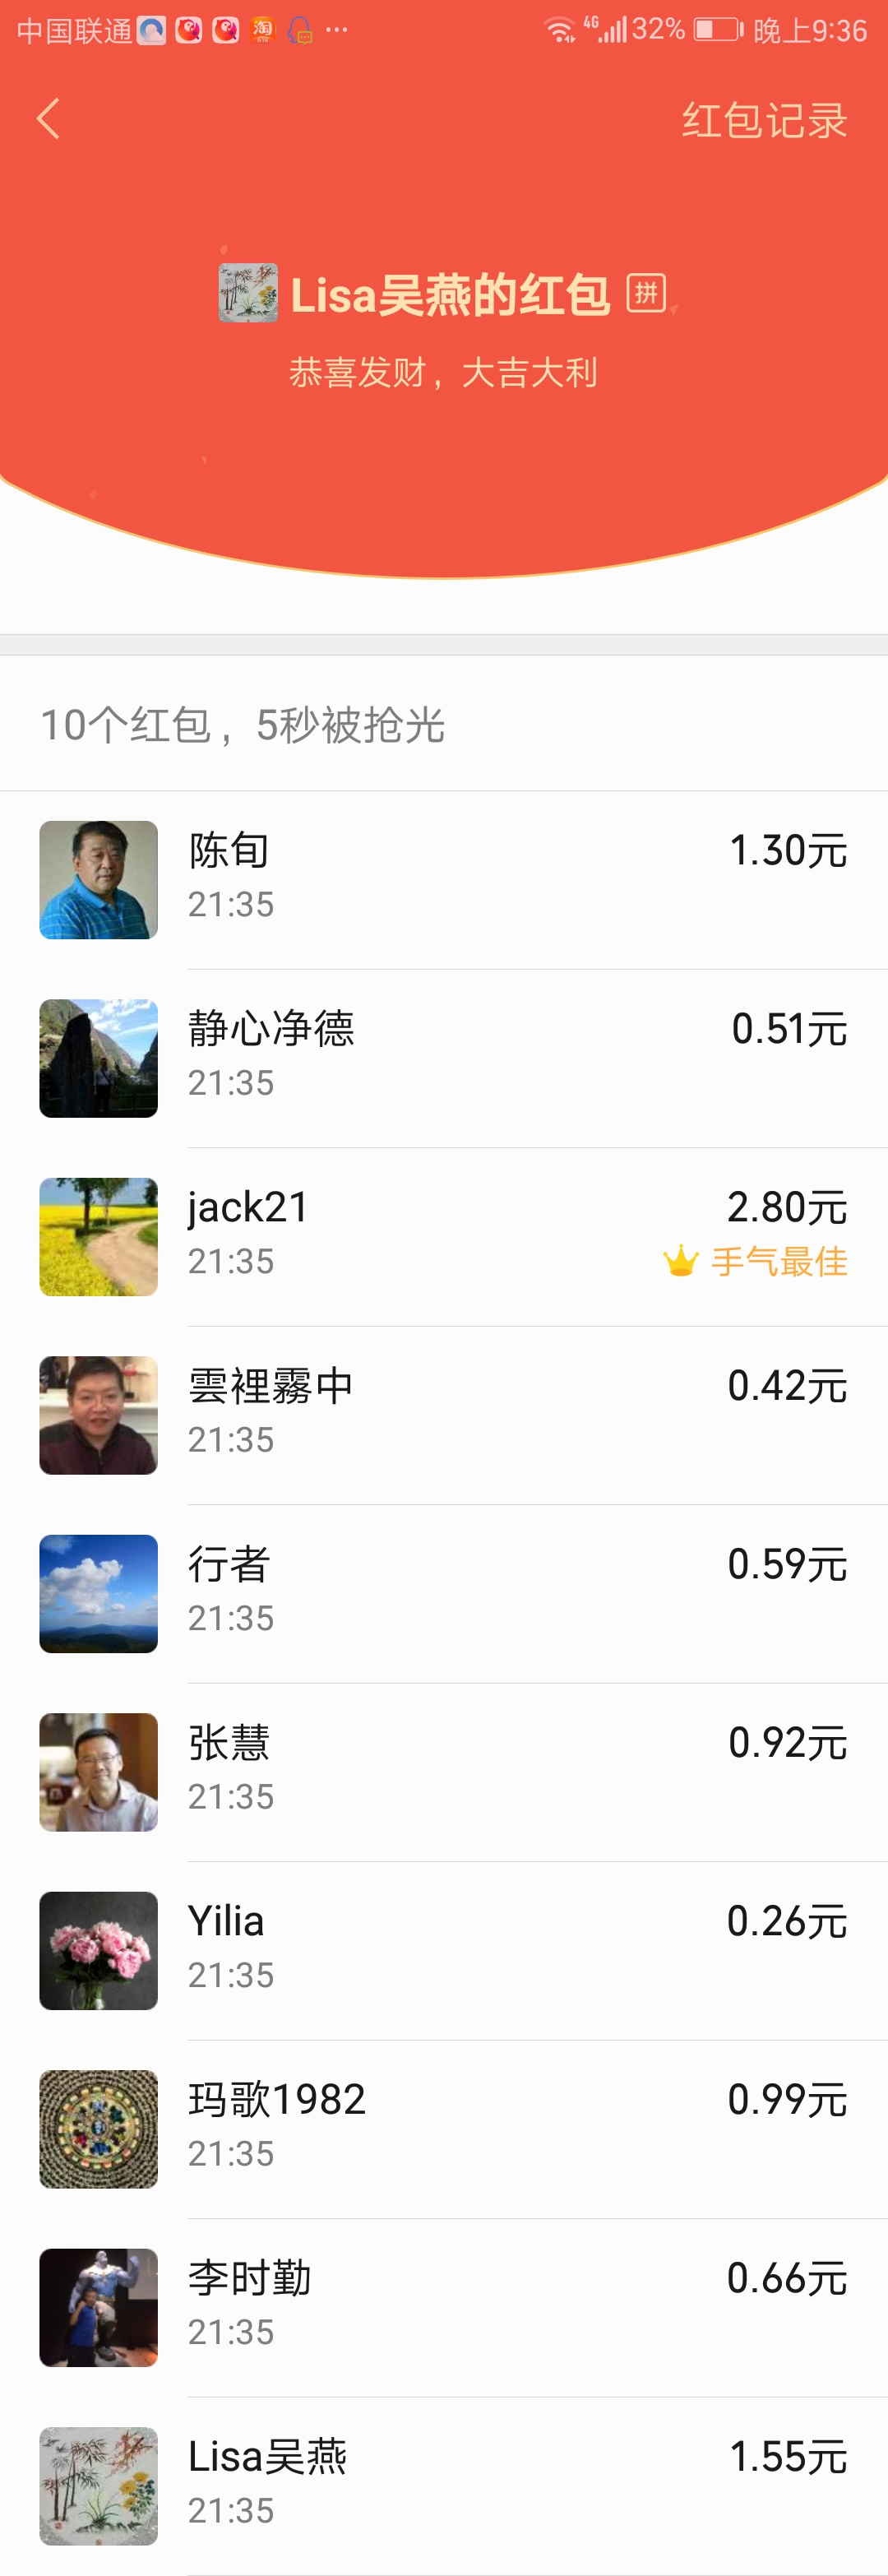 中国联通 淘 ··· 4G 32% 晚上9:36
红包记录
Lisa吴燕的红包 拼
恭喜发财，大吉大利
10个红包，5秒被抢光
陈旬 1.30元
21:35
静心净德 0.51元
21:35
jack21 2.80元
21:35 手气最佳
雲裡霧中 0.42元
21:35
行者 0.59元
21:35
张慧 0.92元
21:35
Yilia 0.26元
21:35
玛歌1982 0.99元
21:35
李时勤 0.66元
21:35
Lisa吴燕 1.55元
21:35